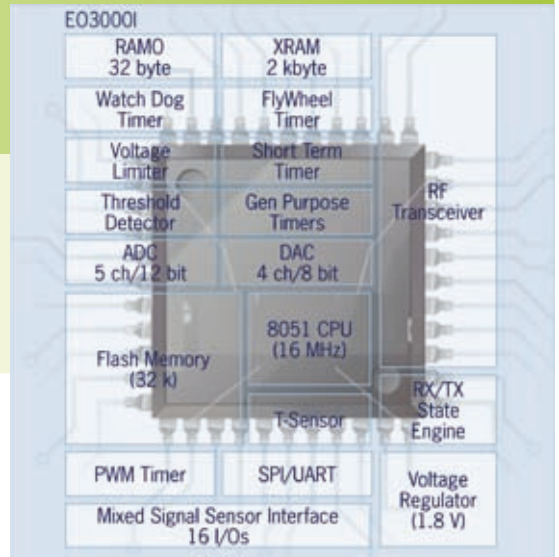 EO3000I
RAM0
32 byte
XRAM
2 kbyte
Watch Dog
Timer
FlyWheel
Timer
Voltage
Limiter
Short Term
Timer
RF
Transceiver
Threshold
Detector
Gen Purpose
Timers
ADC
5 ch/12 bit
DAC
4 ch/8 bit
Flash Memory
(32 k)
8051 CPU
(16 MHz)
T-Sensor
RX/TX
State
Engine
PWM Timer
SPI/UART
Voltage
Regulator
(1.8 V)
Mixed Signal Sensor Interface
16 I/Os